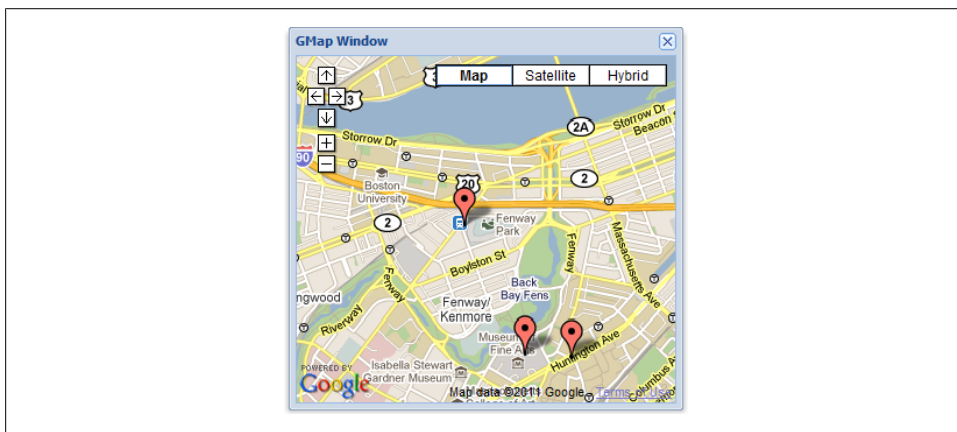 GMap Window
Map
Satellite
Hybrid
3
2A
Storrow Dr
Beacon
Storrow Dr
90
Boston
University
20
2
2
Fenway
Park
Fenway
Massachusetts Ave
Boylston St
Fenway
Back
Bay Fens
ngwood
Riverway
Fenway/
Kenmore
Museum of
Fine Arts
Huntington Ave
Isabella Stewart
Gardner Museum
Columbus
POWERED BY
Google
Map data ©2011 Google
Terms of Use